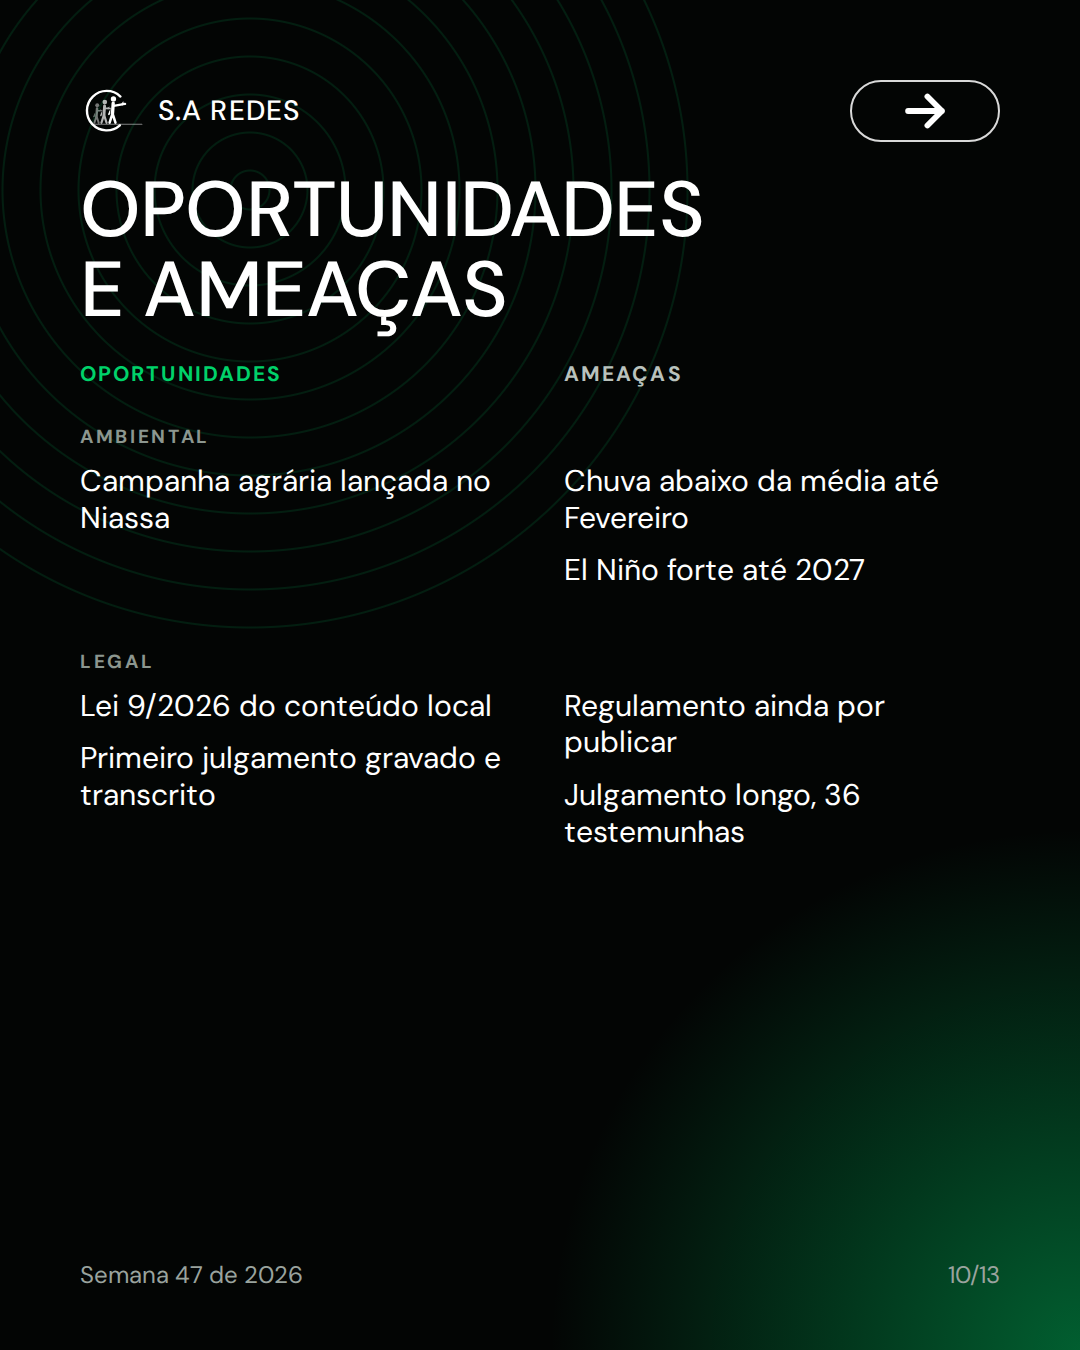 S.A REDES
OPORTUNIDADES
E AMEAÇAS
OPORTUNIDADES
AMEAÇAS
AMBIENTAL
Campanha agrária lançada no
Niassa
Chuva abaixo da média até
Fevereiro
El Niño forte até 2027
LEGAL
Lei 9/2026 do conteúdo local
Primeiro julgamento gravado e
transcrito
Regulamento ainda por
publicar
Julgamento longo, 36
testemunhas
Semana 47 de 2026
10/13